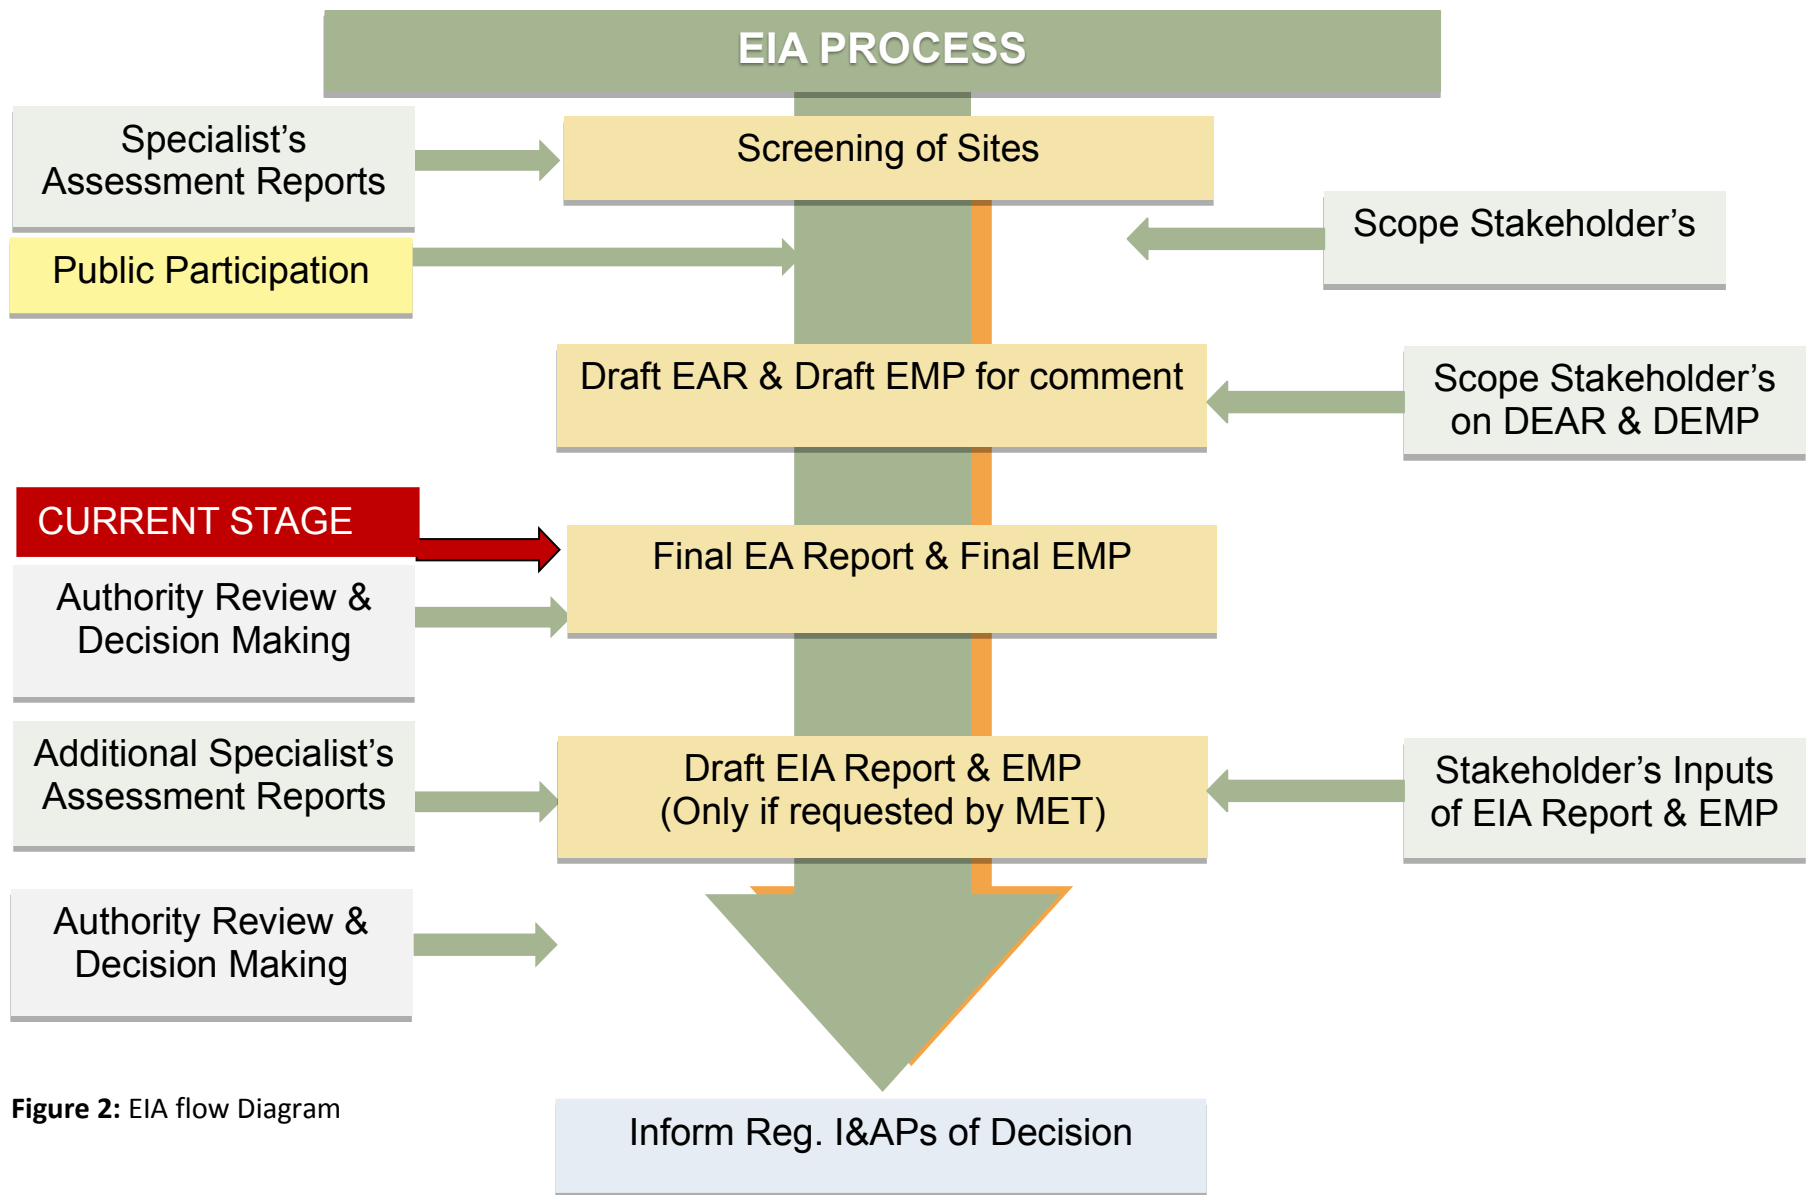 EIA PROCESS
Specialist’s
Assessment Reports
Screening of Sites
Scope Stakeholder’s
Public Participation
Draft EAR & Draft EMP for comment
Scope Stakeholder’s
on DEAR & DEMP
CURRENT STAGE
Final EA Report & Final EMP
Authority Review &
Decision Making
Additional Specialist’s
Assessment Reports
Draft EIA Report & EMP
(Only if requested by MET)
Stakeholder’s Inputs
of EIA Report & EMP
Authority Review &
Decision Making
Figure 2: EIA flow Diagram
Inform Reg. I&APs of Decision